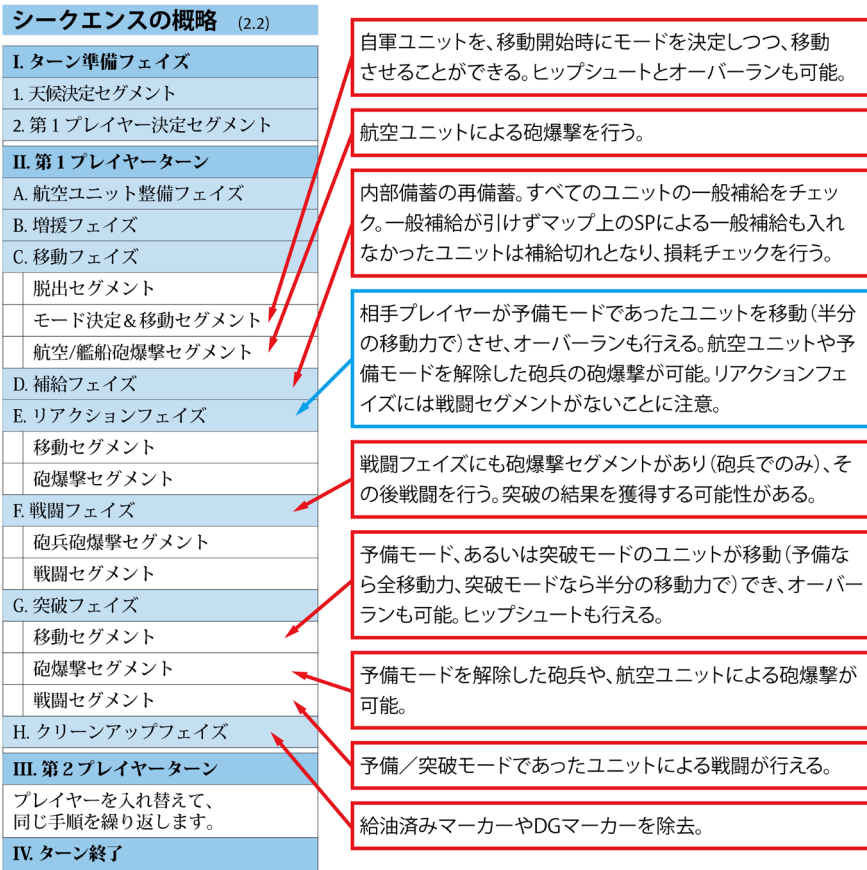 シークエンスの概略 (2.2)
I. ターン準備フェイズ
1. 天候決定セグメント
2. 第1プレイヤー決定セグメント
II. 第1プレイヤーターン
A. 航空ユニット整備フェイズ
B. 増援フェイズ
C. 移動フェイズ
脱出セグメント
モード決定&移動セグメント
航空/艦船砲爆撃セグメント
D. 補給フェイズ
E. リアクションフェイズ
移動セグメント
砲爆撃セグメント
F. 戦闘フェイズ
砲兵砲爆撃セグメント
戦闘セグメント
G. 突破フェイズ
移動セグメント
砲爆撃セグメント
戦闘セグメント
H. クリーンアップフェイズ
III. 第2プレイヤーターン
プレイヤーを入れ替えて、
同じ手順を繰り返します。
IV. ターン終了
自軍ユニットを、移動開始時にモードを決定しつつ、移動
させることができる。ヒップシュートとオーバーランも可能。
航空ユニットによる砲爆撃を行う。
内部備蓄の再備蓄。すべてのユニットの一般補給をチェッ
ク。一般補給が引けずマップ上のSPによる一般補給も入れ
なかったユニットは補給切れとなり、損耗チェックを行う。
相手プレイヤーが予備モードであったユニットを移動(半分
の移動力で)させ、オーバーランも行える。航空ユニットや予
備モードを解除した砲兵の砲爆撃が可能。リアクションフェ
イズには戦闘セグメントがないことに注意。
戦闘フェイズにも砲爆撃セグメントがあり(砲兵でのみ)、そ
の後戦闘を行う。突破の結果を獲得する可能性がある。
予備モード、あるいは突破モードのユニットが移動(予備な
ら全移動力、突破モードなら半分の移動力で)でき、オーバー
ランも可能。ヒップシュートも行える。
予備モードを解除した砲兵や、航空ユニットによる砲爆撃が
可能。
予備/突破モードであったユニットによる戦闘が行える。
給油済みマーカーやDGマーカーを除去。